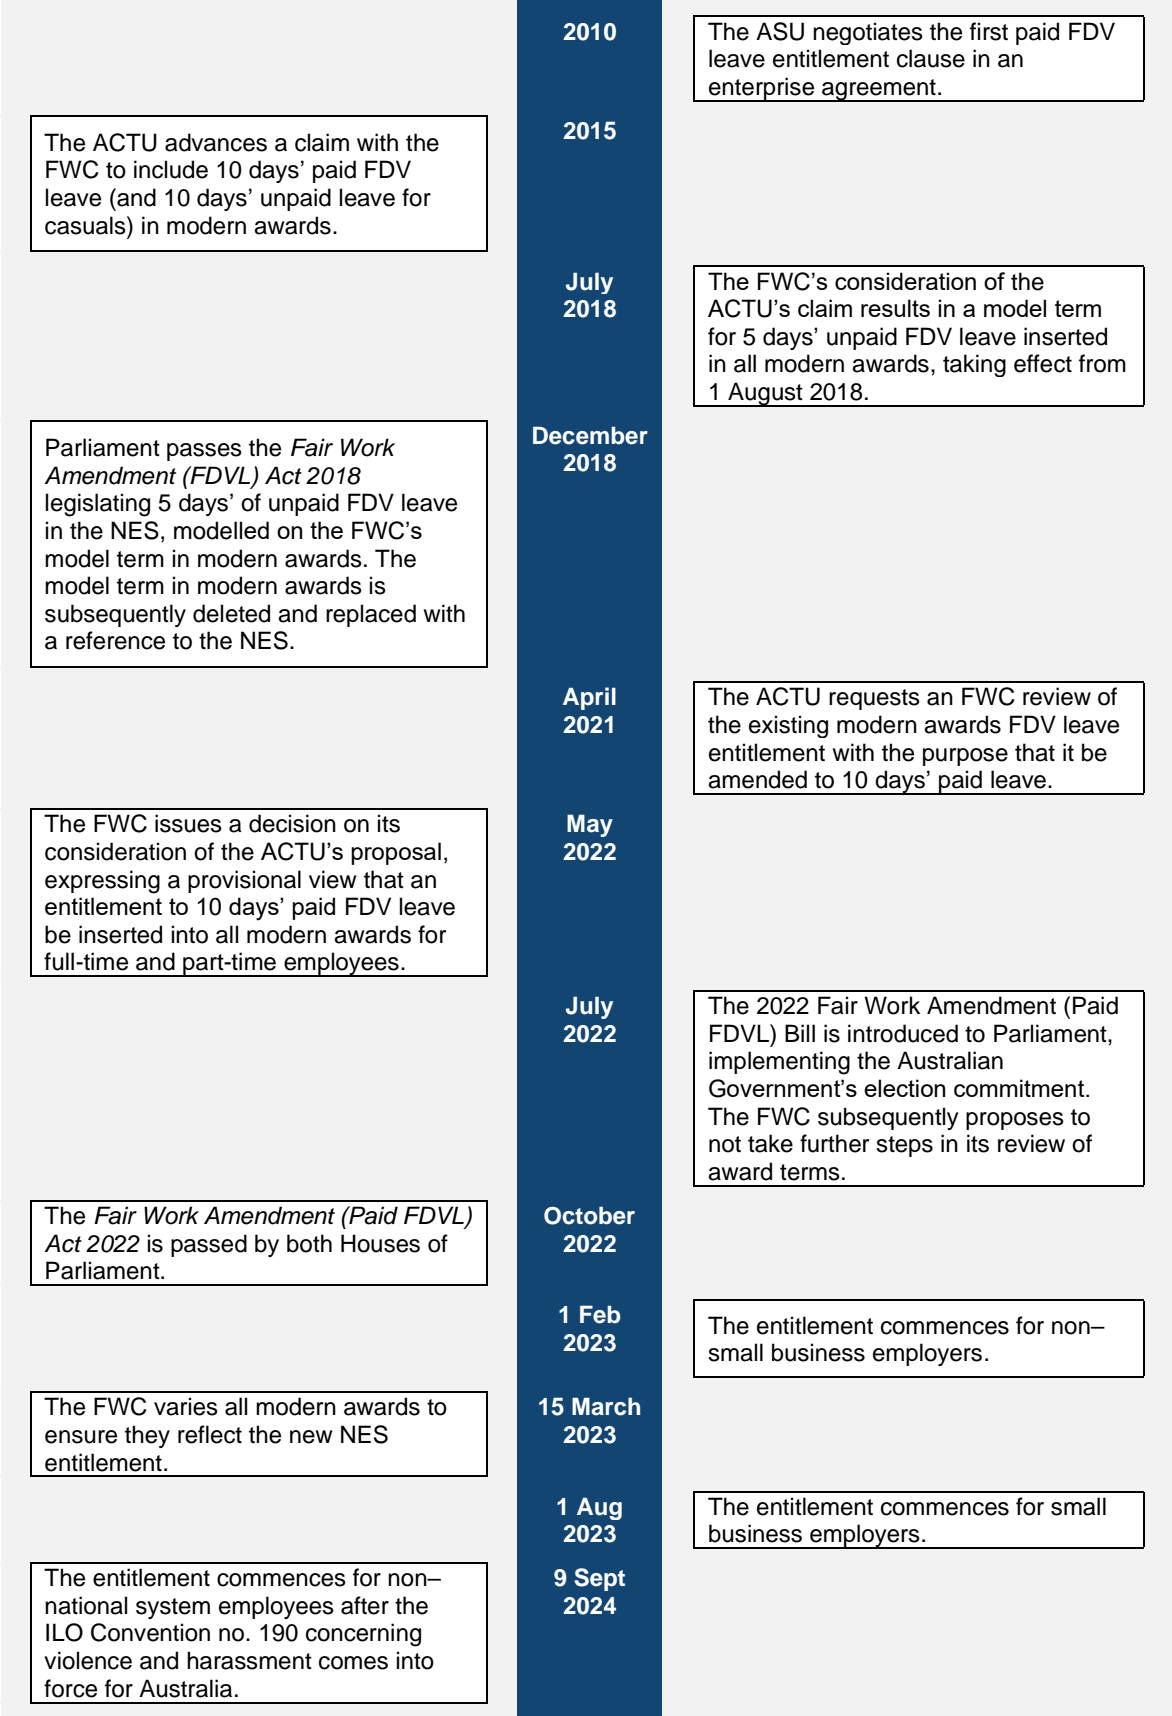 2010
The ASU negotiates the first paid FDV
leave entitlement clause in an
enterprise agreement.
2015
The ACTU advances a claim with the
FWC to include 10 days’ paid FDV
leave (and 10 days’ unpaid leave for
casuals) in modern awards.
July
2018
The FWC’s consideration of the
ACTU’s claim results in a model term
for 5 days’ unpaid FDV leave inserted
in all modern awards, taking effect from
1 August 2018.
December
2018
Parliament passes the Fair Work
Amendment (FDVL) Act 2018
legislating 5 days’ of unpaid FDV leave
in the NES, modelled on the FWC’s
model term in modern awards. The
model term in modern awards is
subsequently deleted and replaced with
a reference to the NES.
April
2021
The ACTU requests an FWC review of
the existing modern awards FDV leave
entitlement with the purpose that it be
amended to 10 days’ paid leave.
May
2022
The FWC issues a decision on its
consideration of the ACTU’s proposal,
expressing a provisional view that an
entitlement to 10 days’ paid FDV leave
be inserted into all modern awards for
full-time and part-time employees.
July
2022
The 2022 Fair Work Amendment (Paid
FDVL) Bill is introduced to Parliament,
implementing the Australian
Government’s election commitment.
The FWC subsequently proposes to
not take further steps in its review of
award terms.
October
2022
The Fair Work Amendment (Paid FDVL)
Act 2022 is passed by both Houses of
Parliament.
1 Feb
2023
The entitlement commences for non–
small business employers.
15 March
2023
The FWC varies all modern awards to
ensure they reflect the new NES
entitlement.
1 Aug
2023
The entitlement commences for small
business employers.
9 Sept
2024
The entitlement commences for non–
national system employees after the
ILO Convention no. 190 concerning
violence and harassment comes into
force for Australia.